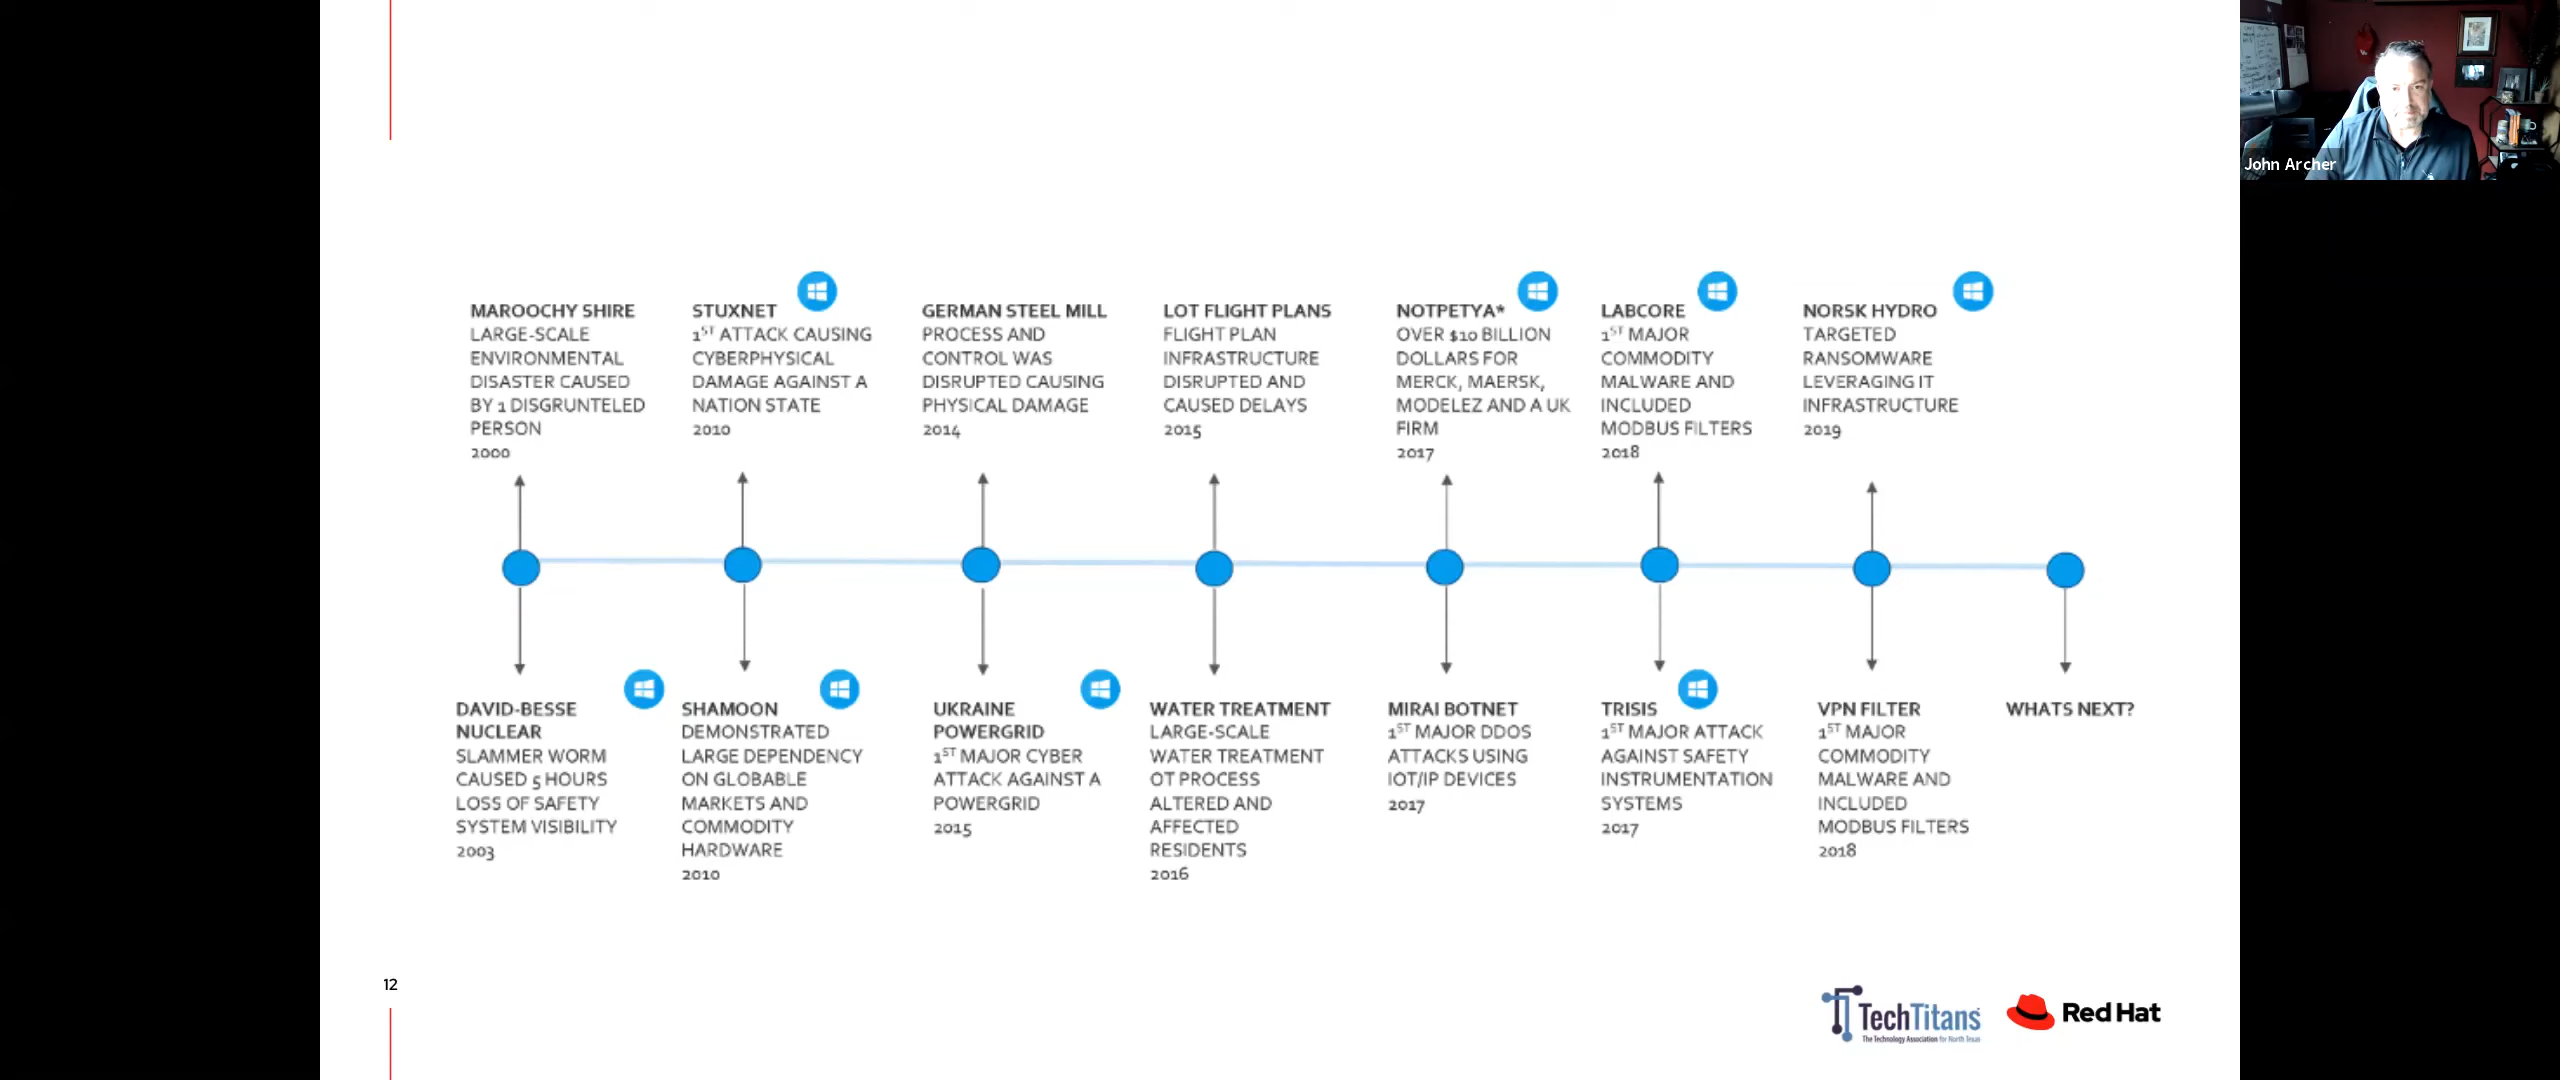 John Archer
MAROOCHY SHIRE
LARGE-SCALE
ENVIRONMENTAL
DISASTER CAUSED
BY 1 DISGRUNTELED
PERSON
2000
STUXNET
1ST ATTACK CAUSING
CYBERPHYSICAL
DAMAGE AGAINST A
NATION STATE
2010
GERMAN STEEL MILL
PROCESS AND
CONTROL WAS
DISRUPTED CAUSING
PHYSICAL DAMAGE
2014
LOT FLIGHT PLANS
FLIGHT PLAN
INFRASTRUCTURE
DISRUPTED AND
CAUSED DELAYS
2015
NOTPETYA*
OVER $10 BILLION
DOLLARS FOR
MERCK, MAERSK,
MODELEZ AND A UK
FIRM
2017
LABCORE
1ST MAJOR
COMMODITY
MALWARE AND
INCLUDED
MODBUS FILTERS
2018
NORSK HYDRO
TARGETED
RANSOMWARE
LEVERAGING IT
INFRASTRUCTURE
2019
DAVID-BESSE
NUCLEAR
SLAMMER WORM
CAUSED 5 HOURS
LOSS OF SAFETY
SYSTEM VISIBILITY
2003
SHAMOON
DEMONSTRATED
LARGE DEPENDENCY
ON GLOBABLE
MARKETS AND
COMMODITY
HARDWARE
2010
UKRAINE
POWERGRID
1ST MAJOR CYBER
ATTACK AGAINST A
POWERGRID
2015
WATER TREATMENT
LARGE-SCALE
WATER TREATMENT
OT PROCESS
ALTERED AND
AFFECTED
RESIDENTS
2016
MIRAI BOTNET
1ST MAJOR DDOS
ATTACKS USING
IOT/IP DEVICES
2017
TRISIS
1ST MAJOR ATTACK
AGAINST SAFETY
INSTRUMENTATION
SYSTEMS
2017
VPN FILTER
1ST MAJOR
COMMODITY
MALWARE AND
INCLUDED
MODBUS FILTERS
2018
WHATS NEXT?
12
TechTitans
The Technology Association for North Texas
Red Hat